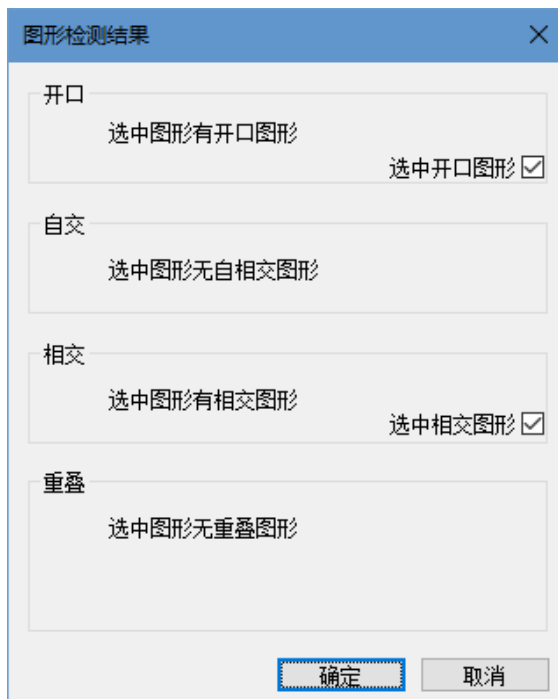 图形检测结果
开口
选中图形有开口图形
选中开口图形
自交
选中图形无自相交图形
相交
选中图形有相交图形
选中相交图形
重叠
选中图形无重叠图形
确定 取消